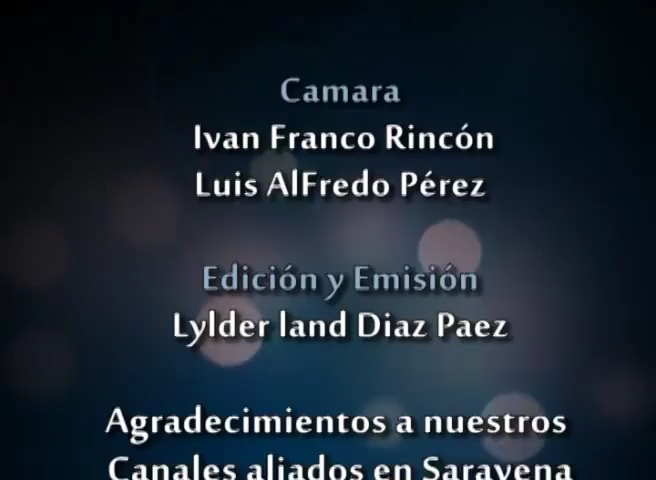 Camara
Ivan Franco Rincón
Luis AlFredo Pérez
Edición y Emisión
Lylder land Diaz Paez
Agradecimientos a nuestros
Canales aliados en Saravena